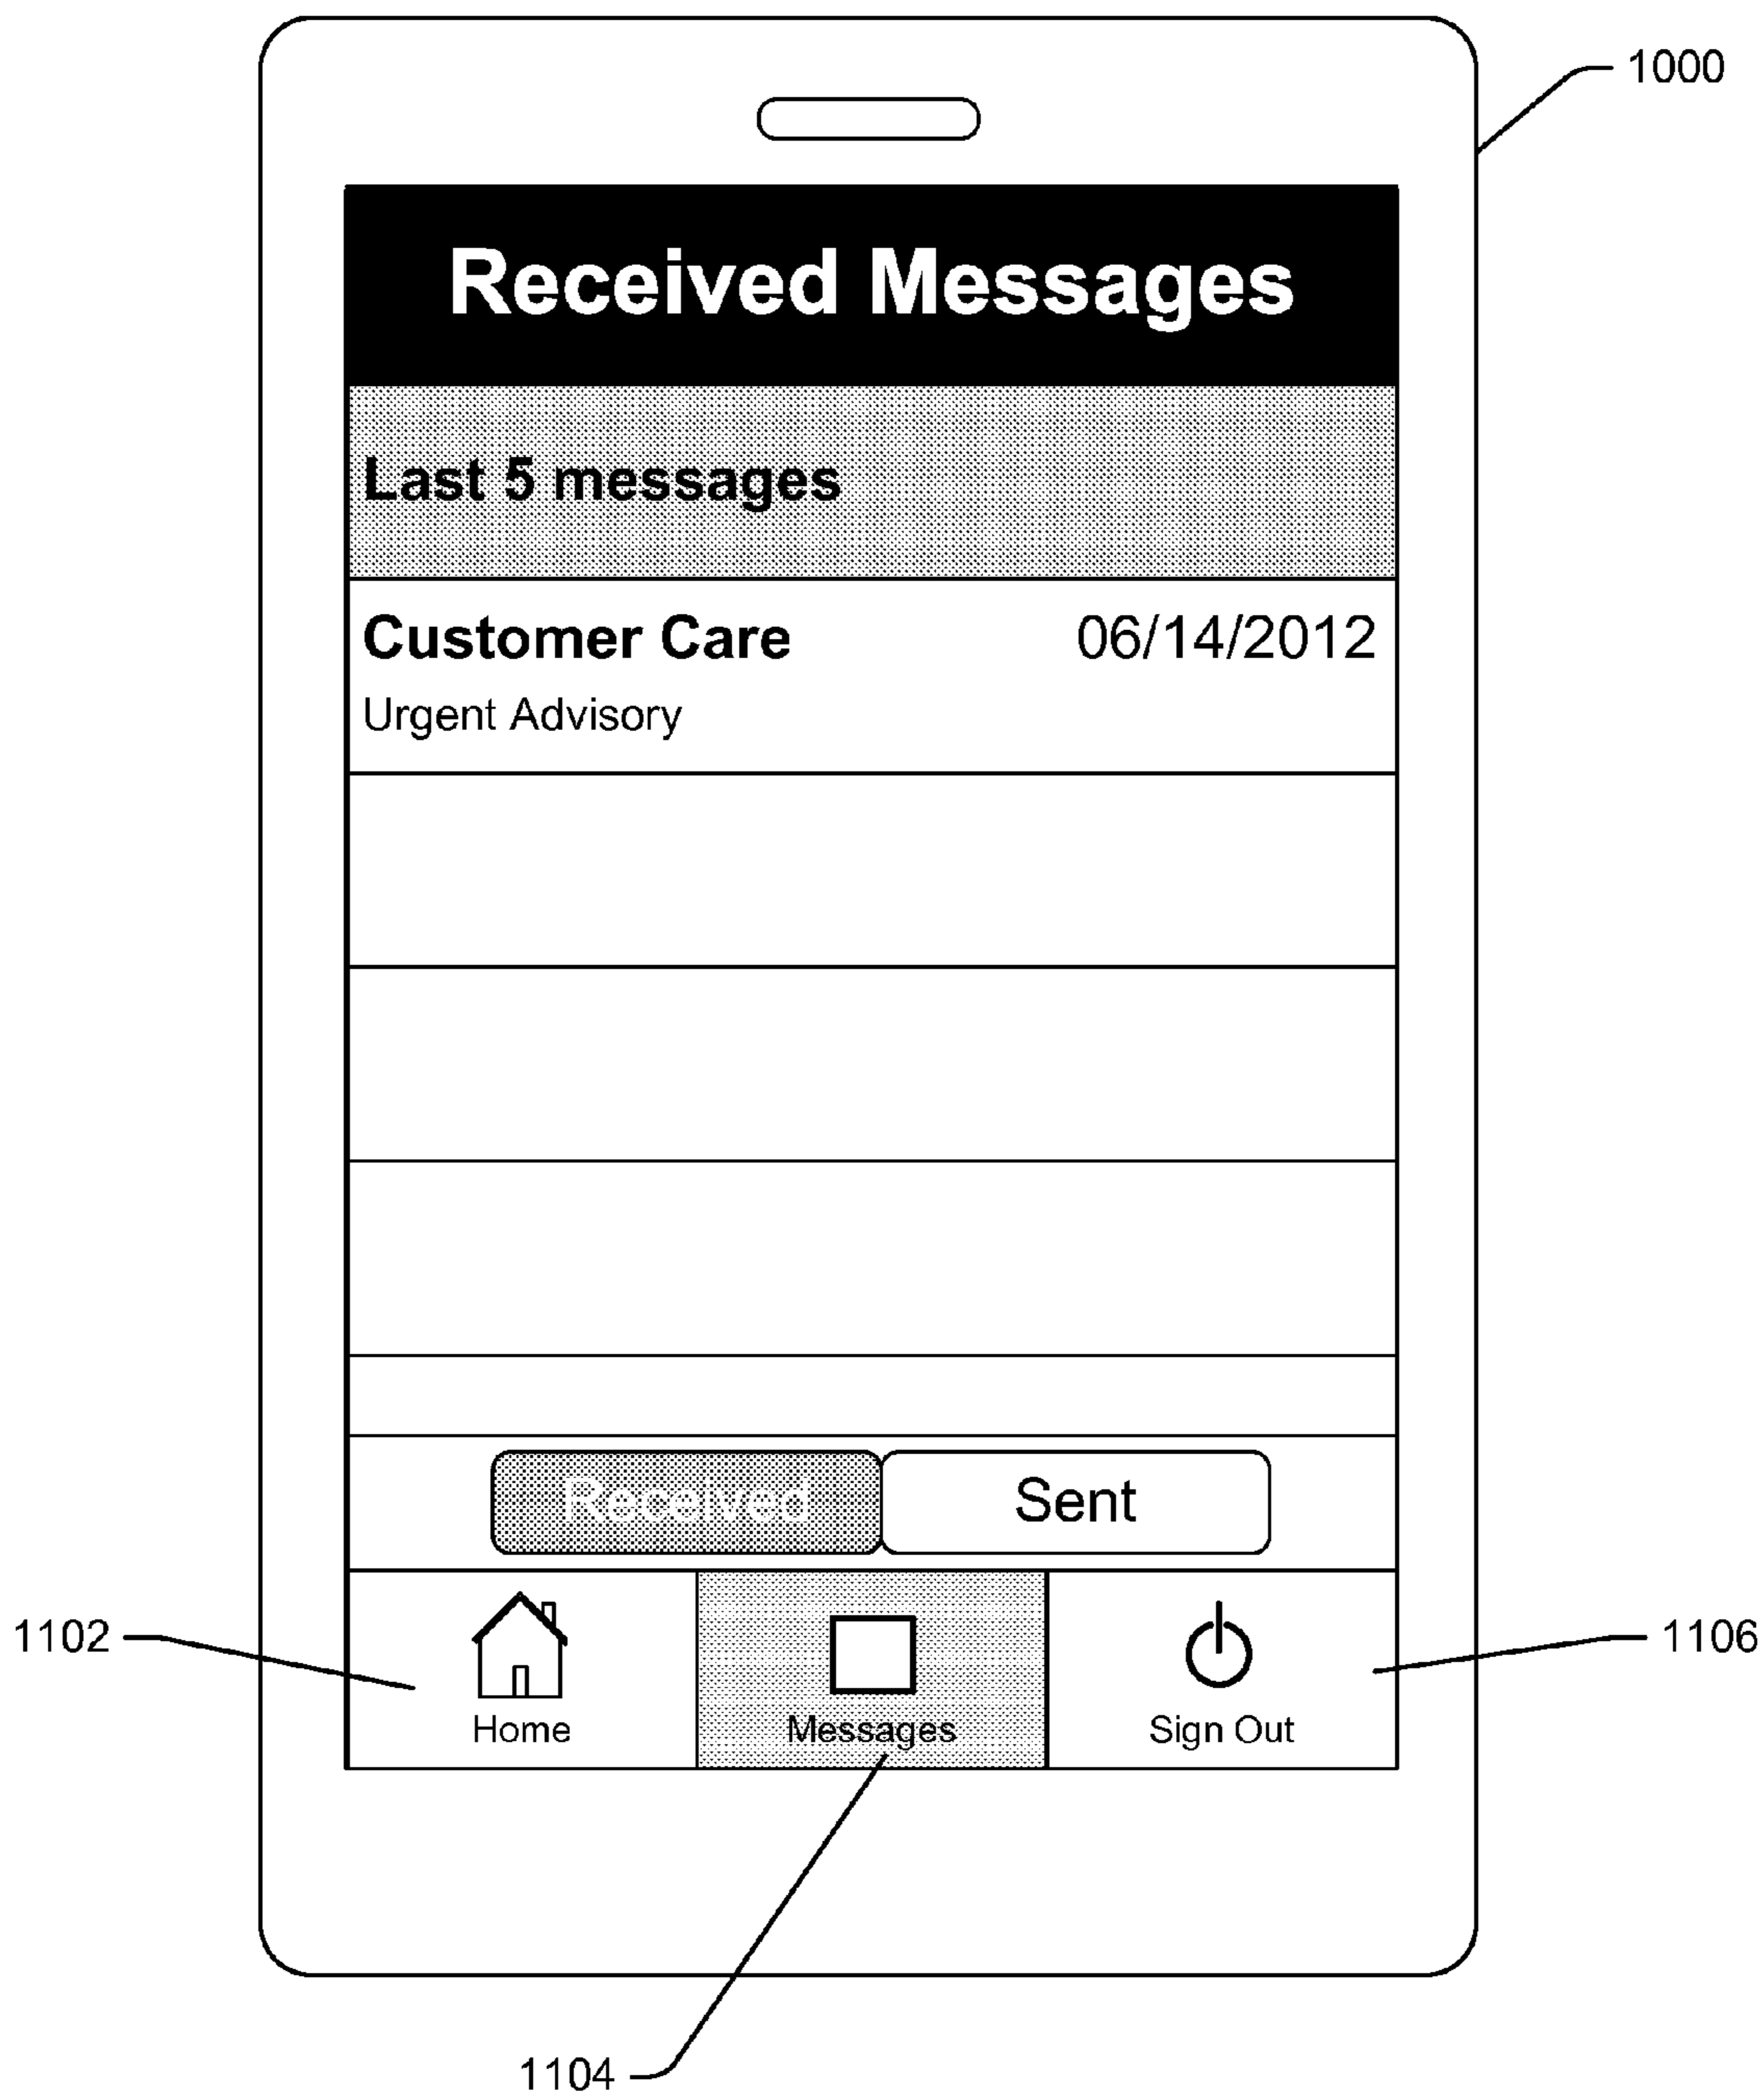 1000
Received Messages
Last 5 messages
Customer Care 06/14/2012
Urgent Advisory
Received Sent
1102 1106
Home Messages Sign Out
1104